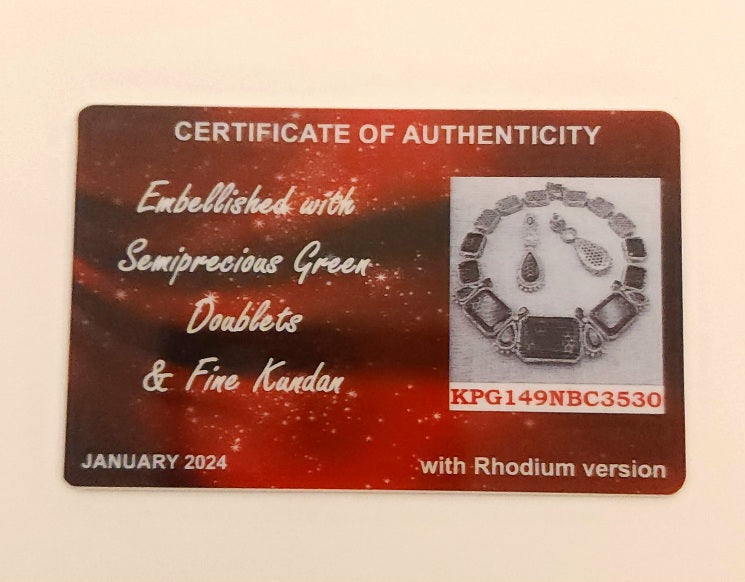 CERTIFICATE OF AUTHENTICITY
Embellished with
Semiprecious Green
Doublets
& Fine Kundan
KPG149NBC3530
JANUARY 2024
with Rhodium version